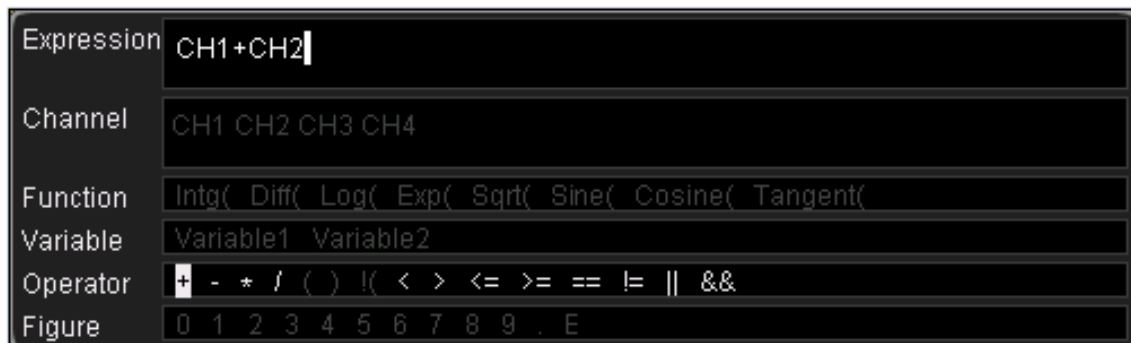 Expression CH1+CH2
Channel CH1 CH2 CH3 CH4
Function Intg( Diff( Log( Exp( Sqrt( Sine( Cosine( Tangent(
Variable Variable1 Variable2
Operator + - * / ( ) !( < > <= >= == != || &&
Figure 0 1 2 3 4 5 6 7 8 9 . E